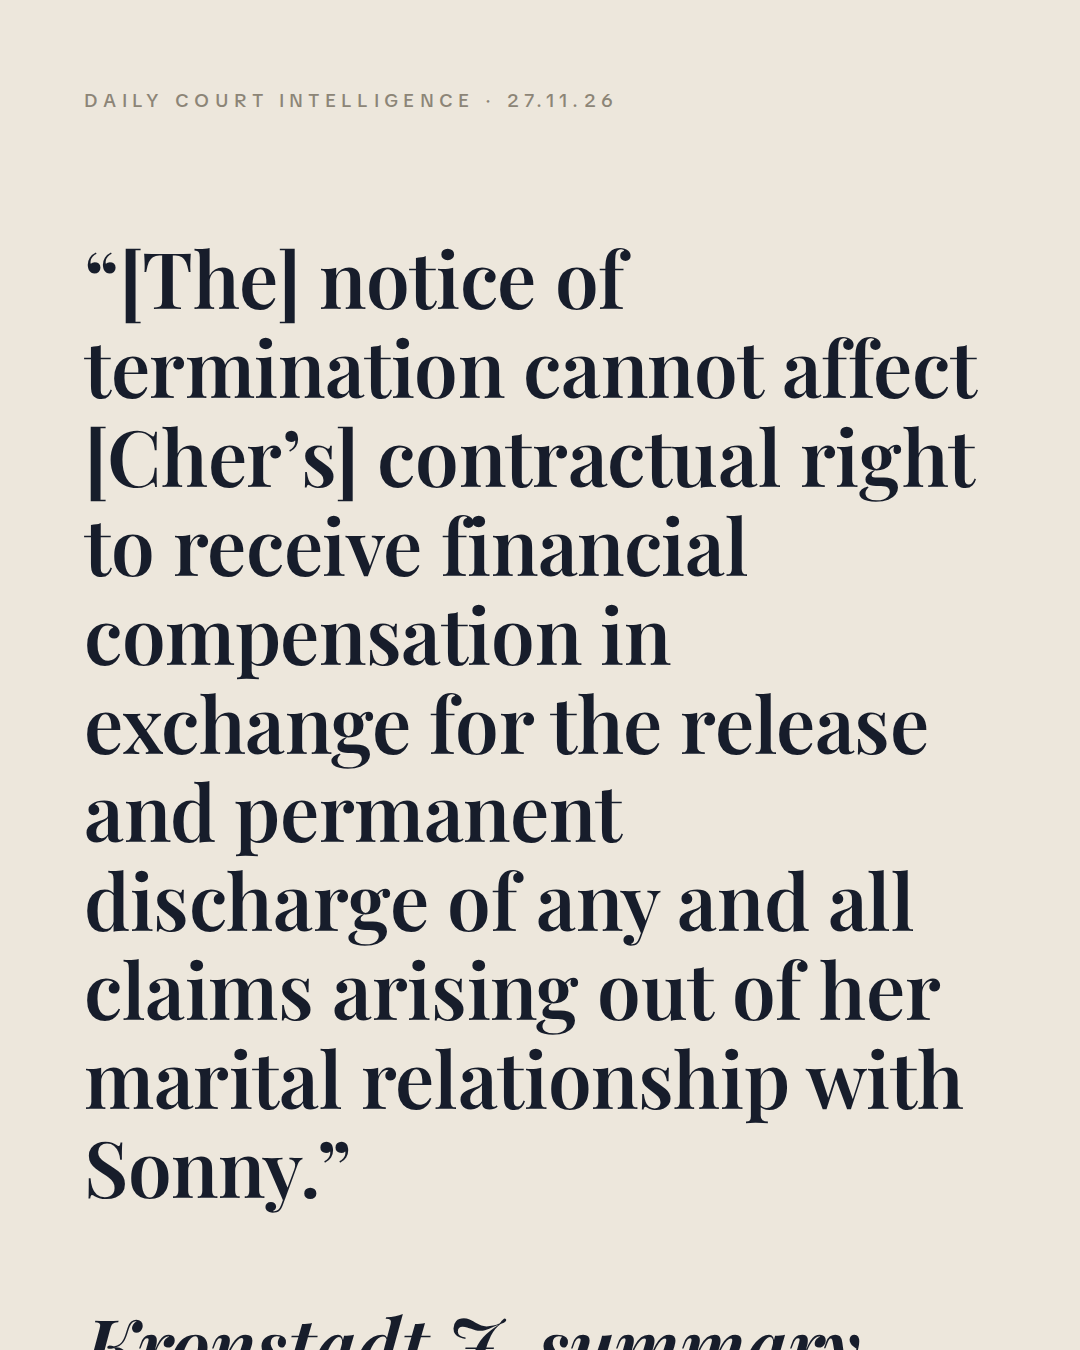 DAILY COURT INTELLIGENCE · 27.11.26
“[The] notice of
termination cannot affect
[Cher’s] contractual right
to receive financial
compensation in
exchange for the release
and permanent
discharge of any and all
claims arising out of her
marital relationship with
Sonny.”
Kronstadt J, summary